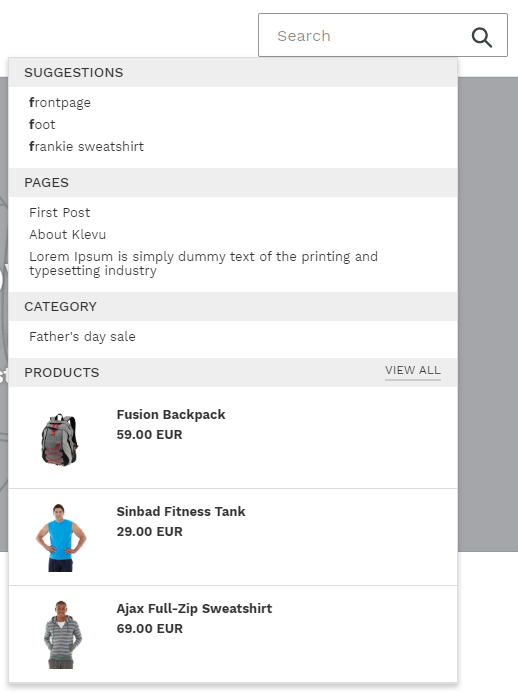 Search
SUGGESTIONS
frontpage
foot
frankie sweatshirt
PAGES
First Post
About Klevu
Lorem Ipsum is simply dummy text of the printing and
typesetting industry
CATEGORY
Father's day sale
PRODUCTS VIEW ALL
Fusion Backpack
59.00 EUR
Sinbad Fitness Tank
29.00 EUR
Ajax Full-Zip Sweatshirt
69.00 EUR